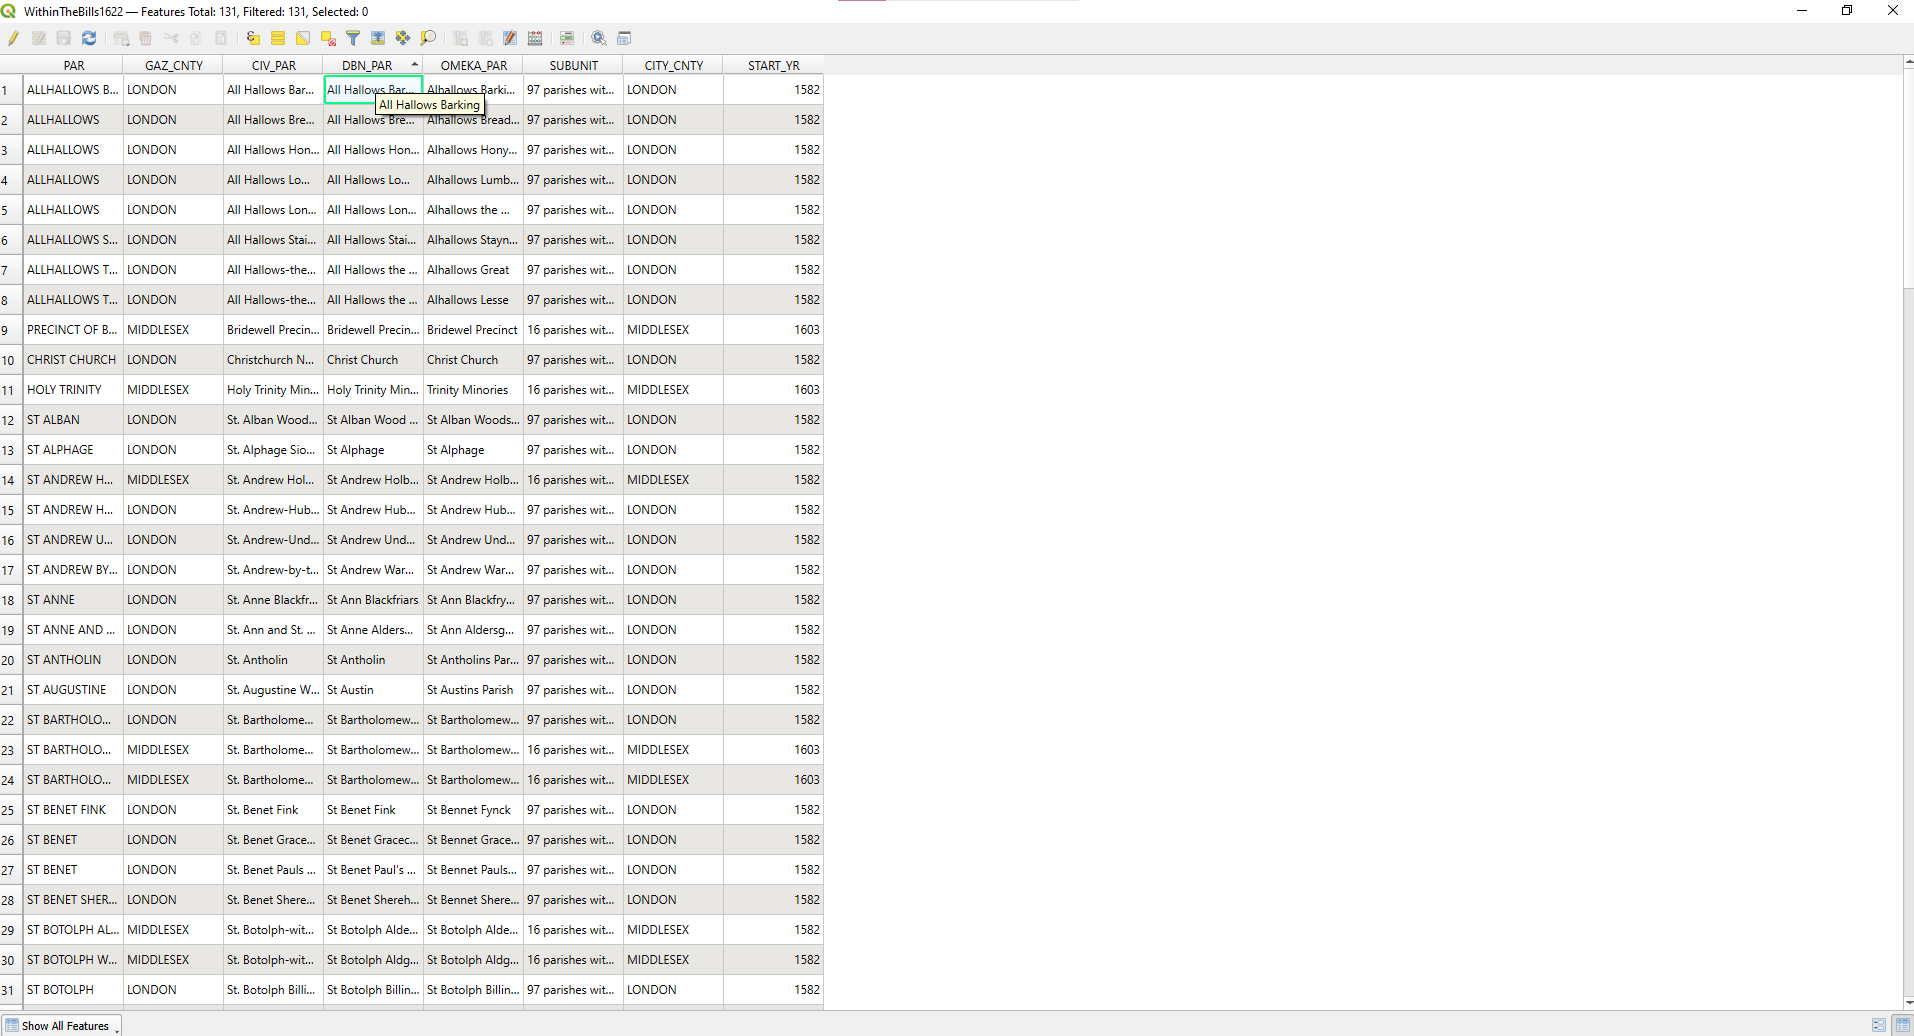 WithinTheBills1622 — Features Total: 131, Filtered: 131, Selected: 0
PAR GAZ_CNTY CIV_PAR DBN_PAR OMEKA_PAR SUBUNIT CITY_CNTY START_YR
1 ALLHALLOWS B... LONDON All Hallows Bar... All Hallows Bar... Alhallows Barki... 97 parishes wit... LONDON 1582
All Hallows Barking
2 ALLHALLOWS LONDON All Hallows Bre... All Hallows Bre... Alhallows Bread... 97 parishes wit... LONDON 1582
3 ALLHALLOWS LONDON All Hallows Hon... All Hallows Hon... Alhallows Hony... 97 parishes wit... LONDON 1582
4 ALLHALLOWS LONDON All Hallows Lo... All Hallows Lo... Alhallows Lumb... 97 parishes wit... LONDON 1582
5 ALLHALLOWS LONDON All Hallows Lon... All Hallows Lon... Alhallows the ... 97 parishes wit... LONDON 1582
6 ALLHALLOWS S... LONDON All Hallows Stai... All Hallows Stai... Alhallows Stayn... 97 parishes wit... LONDON 1582
7 ALLHALLOWS T... LONDON All Hallows-the... All Hallows the ... Alhallows Great 97 parishes wit... LONDON 1582
8 ALLHALLOWS T... LONDON All Hallows-the... All Hallows the ... Alhallows Lesse 97 parishes wit... LONDON 1582
9 PRECINCT OF B... MIDDLESEX Bridewell Precin... Bridewell Precin... Bridewel Precinct 16 parishes wit... MIDDLESEX 1603
10 CHRIST CHURCH LONDON Christchurch N... Christ Church Christ Church 97 parishes wit... LONDON 1582
11 HOLY TRINITY MIDDLESEX Holy Trinity Min... Holy Trinity Min... Trinity Minories 16 parishes wit... MIDDLESEX 1603
12 ST ALBAN LONDON St. Alban Wood... St Alban Wood ... St Alban Woods... 97 parishes wit... LONDON 1582
13 ST ALPHAGE LONDON St. Alphage Sio... St Alphage St Alphage 97 parishes wit... LONDON 1582
14 ST ANDREW H... MIDDLESEX St. Andrew Hol... St Andrew Holb... St Andrew Holb... 16 parishes wit... MIDDLESEX 1582
15 ST ANDREW H... LONDON St. Andrew-Hub... St Andrew Hub... St Andrew Hub... 97 parishes wit... LONDON 1582
16 ST ANDREW U... LONDON St. Andrew-Und... St Andrew Und... St Andrew Und... 97 parishes wit... LONDON 1582
17 ST ANDREW BY... LONDON St. Andrew-by-t... St Andrew War... St Andrew War... 97 parishes wit... LONDON 1582
18 ST ANNE LONDON St. Anne Blackfr... St Ann Blackfriars St Ann Blackfry... 97 parishes wit... LONDON 1582
19 ST ANNE AND ... LONDON St. Ann and St. ... St Anne Alders... St Ann Aldersg... 97 parishes wit... LONDON 1582
20 ST ANTHOLIN LONDON St. Antholin St Antholin St Antholins Par... 97 parishes wit... LONDON 1582
21 ST AUGUSTINE LONDON St. Augustine W... St Austin St Austins Parish 97 parishes wit... LONDON 1582
22 ST BARTHOLO... LONDON St. Bartholome... St Bartholomew... St Bartholomew... 97 parishes wit... LONDON 1582
23 ST BARTHOLO... MIDDLESEX St. Bartholome... St Bartholomew... St Bartholomew... 16 parishes wit... MIDDLESEX 1603
24 ST BARTHOLO... MIDDLESEX St. Bartholome... St Bartholomew... St Bartholomew... 16 parishes wit... MIDDLESEX 1603
25 ST BENET FINK LONDON St. Benet Fink St Benet Fink St Bennet Fynck 97 parishes wit... LONDON 1582
26 ST BENET LONDON St. Benet Grace... St Benet Gracec... St Bennet Grace... 97 parishes wit... LONDON 1582
27 ST BENET LONDON St. Benet Pauls ... St Benet Paul's ... St Bennet Pauls... 97 parishes wit... LONDON 1582
28 ST BENET SHER... LONDON St. Benet Shere... St Benet Shereh... St Bennet Shere... 97 parishes wit... LONDON 1582
29 ST BOTOLPH AL... MIDDLESEX St. Botolph-wit... St Botolph Alde... St Botolph Alde... 16 parishes wit... MIDDLESEX 1582
30 ST BOTOLPH W... MIDDLESEX St. Botolph-wit... St Botolph Aldg... St Botolph Aldg... 16 parishes wit... MIDDLESEX 1582
31 ST BOTOLPH LONDON St. Botolph Billi... St Botolph Billin... St Botolph Billin... 97 parishes wit... LONDON 1582
Show All Features